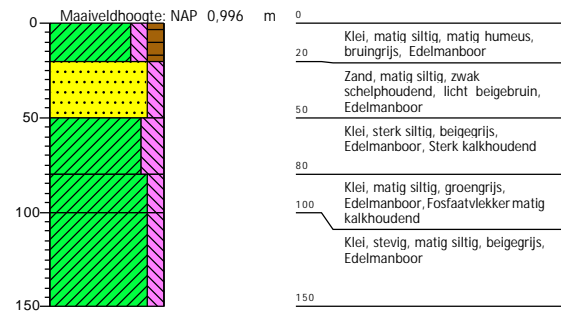 Maaiveldhoogte: NAP 0,996 m
0
50
100
150
0
Klei, matig siltig, matig humeus,
bruingrijs, Edelmanboor
20
Zand, matig siltig, zwak
schelphoudend, licht beigebruin,
Edelmanboor
50
Klei, sterk siltig, beigegrijs,
Edelmanboor, Sterk kalkhoudend
80
Klei, matig siltig, groengrijs,
Edelmanboor, Fosfaatvlekker matig
kalkhoudend
100
Klei, stevig, matig siltig, beigegrijs,
Edelmanboor
150